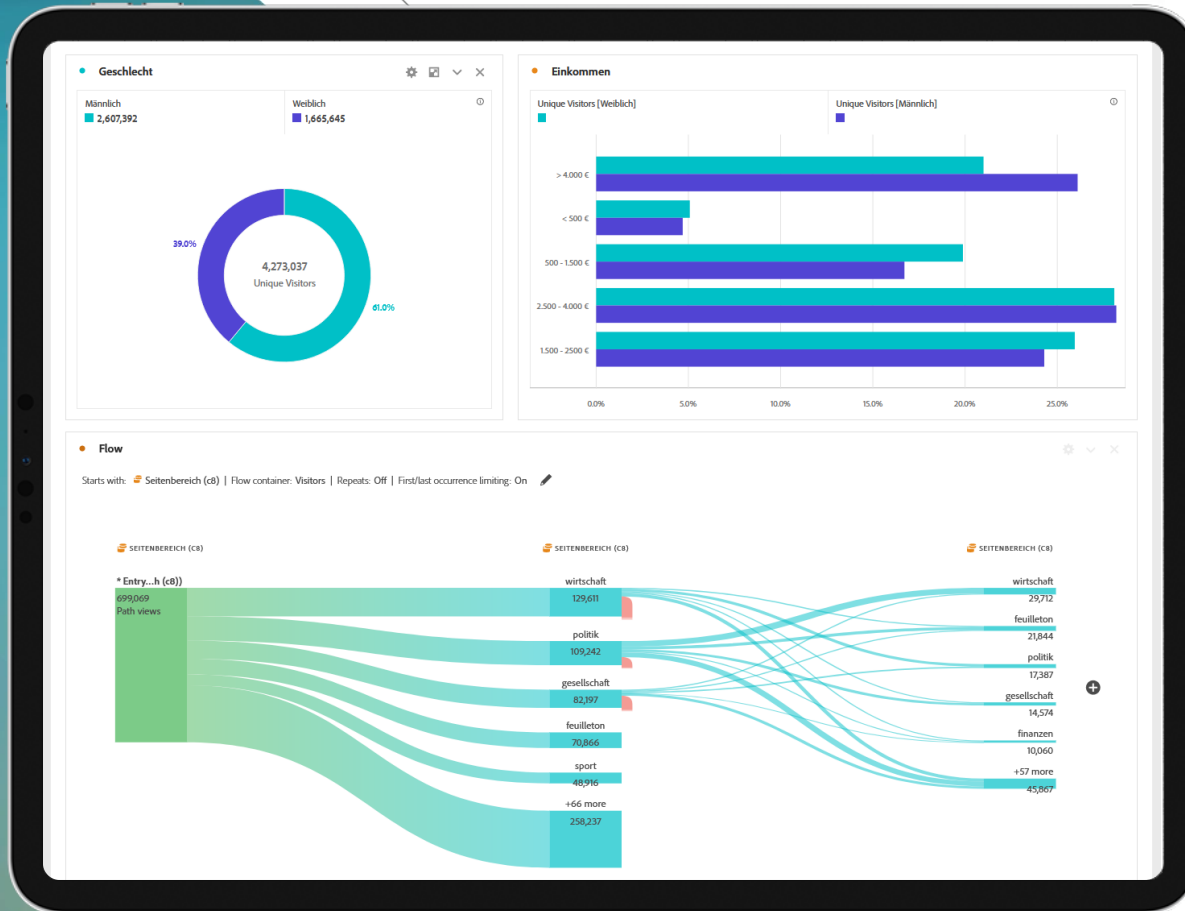 Geschlecht
Männlich
2,607,392
Weiblich
1,665,645
39.0%
4,273,037
Unique Visitors
61.0%
Einkommen
Unique Visitors [Weiblich]
Unique Visitors [Männlich]
> 4.000 €
< 500 €
500 - 1.500 €
2.500 - 4.000 €
1.500 - 2500 €
0.0%
5.0%
10.0%
15.0%
20.0%
25.0%
Flow
Starts with: Seitenbereich (c8) | Flow container: Visitors | Repeats: Off | First/last occurrence limiting: On
SEITENBEREICH (C8)
* Entry...h (c8))
699,069
Path views
SEITENBEREICH (C8)
wirtschaft
129,611
politik
109,242
gesellschaft
82,197
feuilleton
70,866
sport
48,916
+66 more
258,237
SEITENBEREICH (C8)
wirtschaft
29,712
feuilleton
21,844
politik
17,387
gesellschaft
14,574
finanzen
10,060
+57 more
45,867